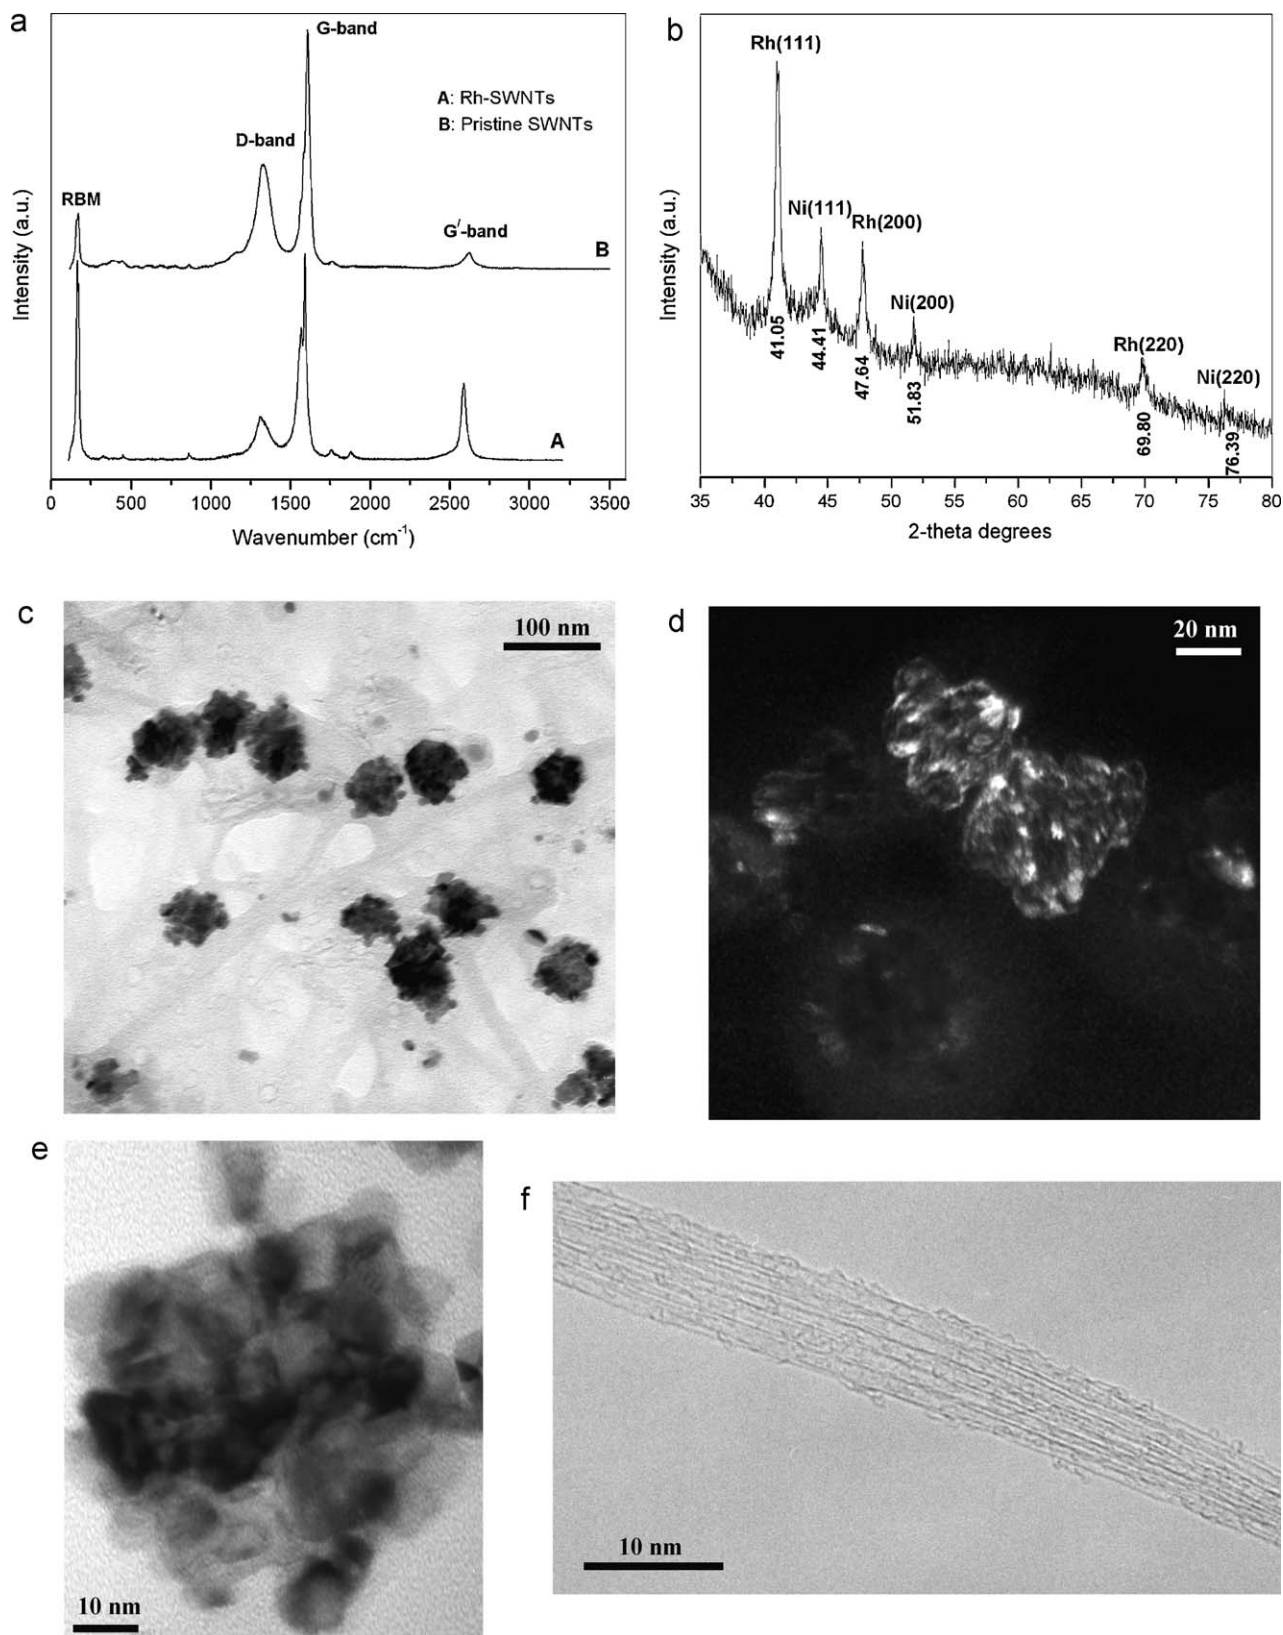 a
G-band
A: Rh-SWNTs
B: Pristine SWNTs
D-band
RBM
G/-band
B
A
Intensity (a.u.)
0 500 1000 1500 2000 2500 3000 3500
Wavenumber (cm-1)
b
Rh(111)
Ni(111)
Rh(200)
Ni(200)
Rh(220)
Ni(220)
41.05
44.41
47.64
51.83
69.80
76.39
Intensity (a.u.)
35 40 45 50 55 60 65 70 75 80
2-theta degrees
c
100 nm
d
20 nm
e
10 nm
f
10 nm